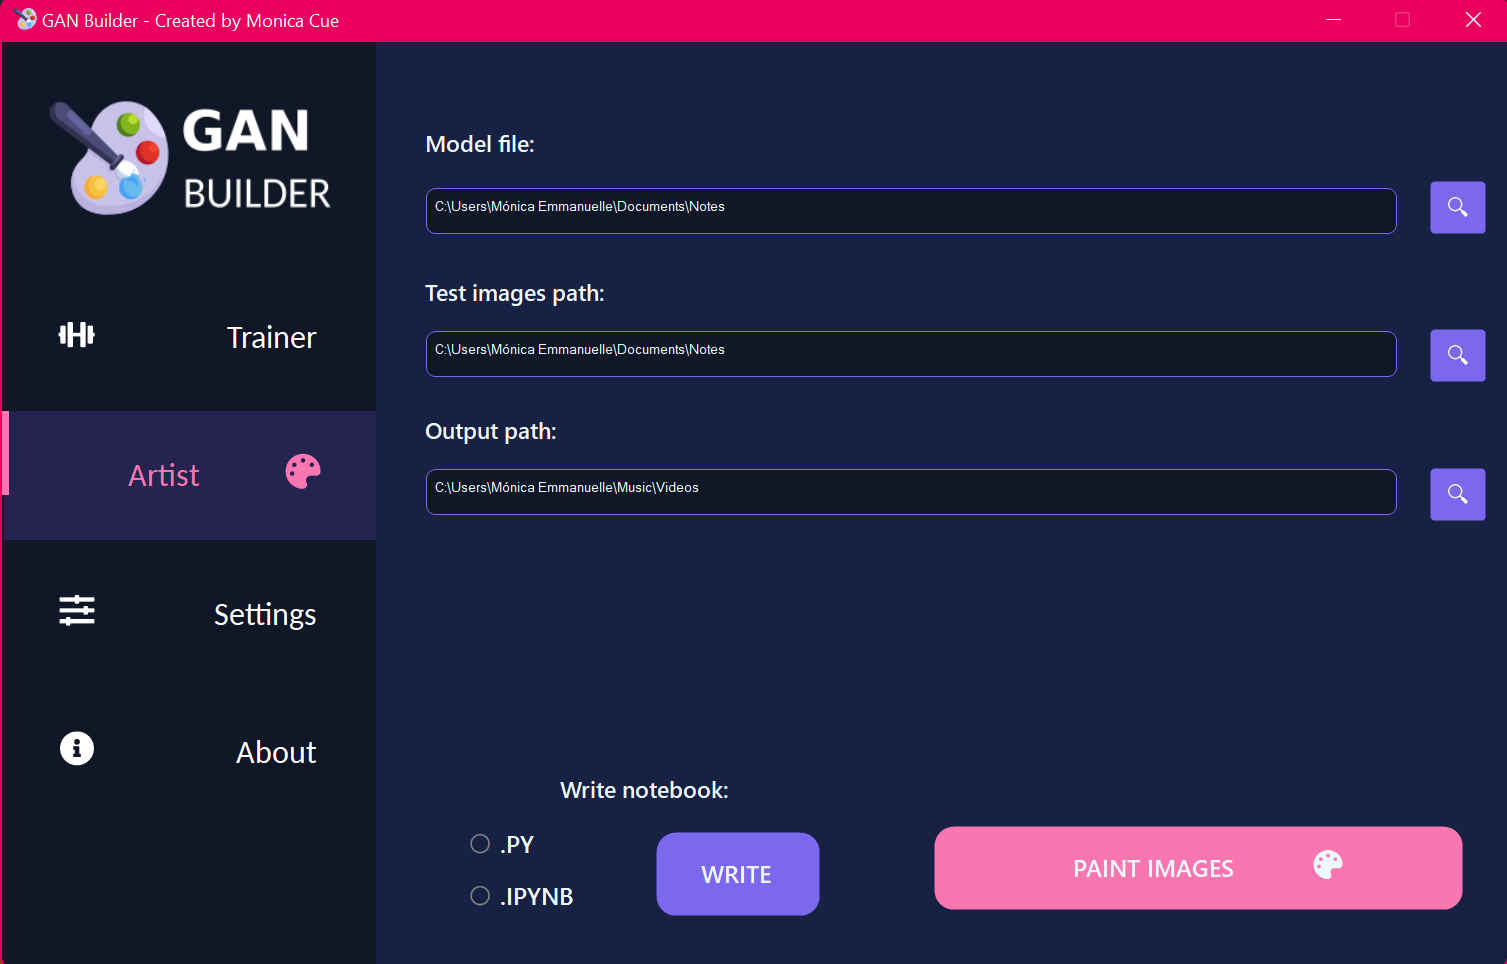 GAN Builder - Created by Monica Cue
GAN
BUILDER
Trainer
Artist
Settings
About
Model file:
C:\Users\Mónica Emmanuelle\Documents\Notes
Test images path:
C:\Users\Mónica Emmanuelle\Documents\Notes
Output path:
C:\Users\Mónica Emmanuelle\Music\Videos
Write notebook:
.PY
.IPYNB
WRITE
PAINT IMAGES